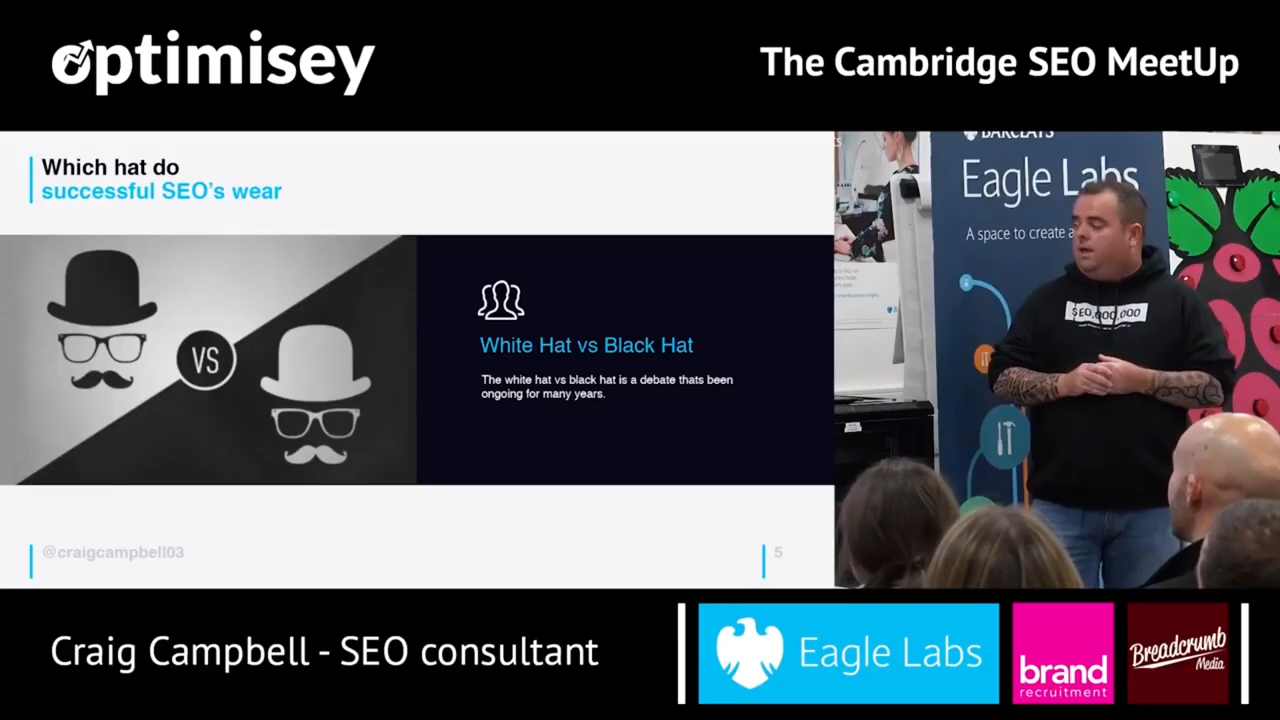 optimisey
The Cambridge SEO MeetUp
Which hat do
successful SEO's wear
VS
White Hat vs Black Hat
The white hat vs black hat is a debate thats been
ongoing for many years.
@craigcampbell03
5
BARCLAYS
Eagle Labs
A space to create a
IT
$EO,000,000
Craig Campbell - SEO consultant
Eagle Labs
brand
recruitment
Breadcrumb
Media